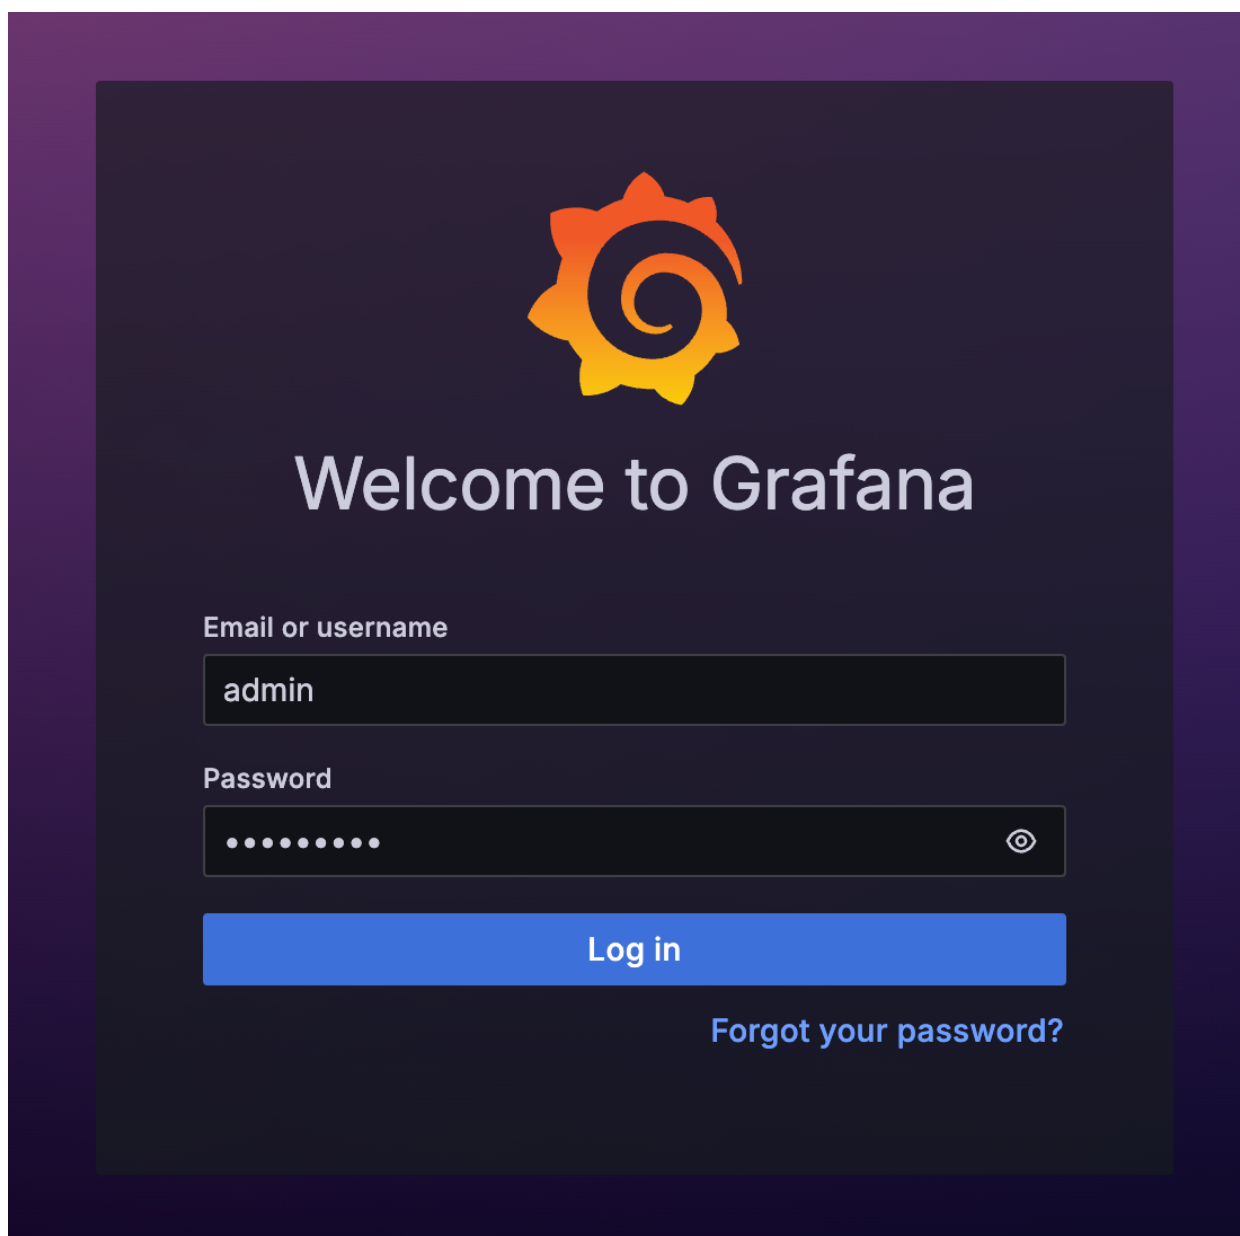 Welcome to Grafana
Email or username
admin
Password
•••••••••
Log in
Forgot your password?